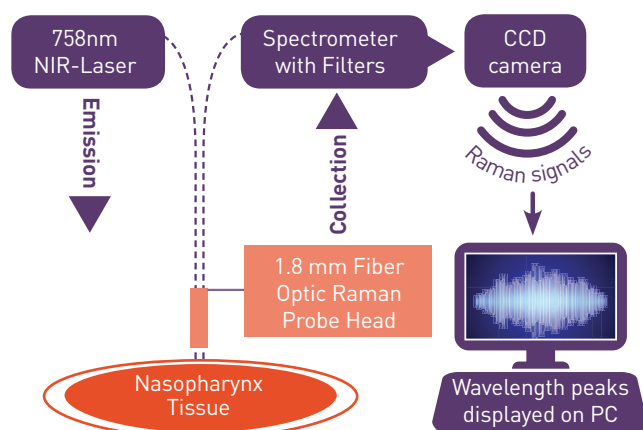 758nm
NIR-Laser
Spectrometer
with Filters
CCD
camera
Emission
Collection
Raman signals
1.8 mm Fiber
Optic Raman
Probe Head
Nasopharynx
Tissue
Wavelength peaks
displayed on PC